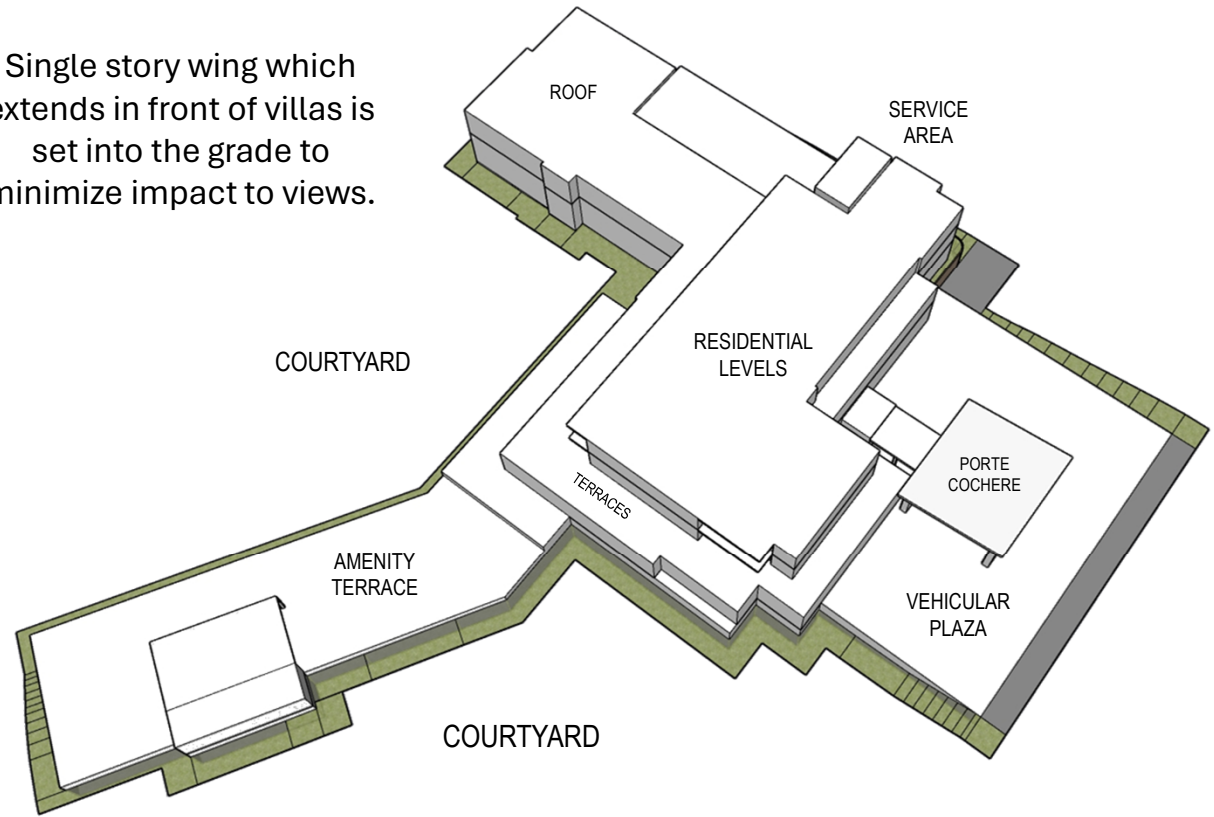 Single story wing which
extends in front of villas is
set into the grade to
minimize impact to views.
ROOF
SERVICE
AREA
RESIDENTIAL
LEVELS
COURTYARD
PORTE
COCHERE
TERRACES
AMENITY
TERRACE
VEHICULAR
PLAZA
COURTYARD